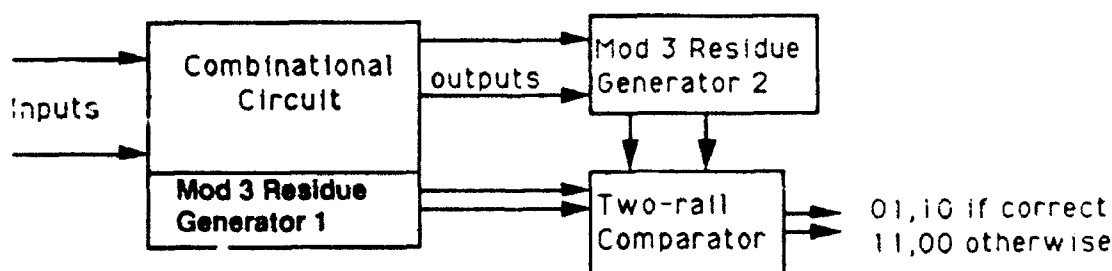 Combinational
Circuit
Inputs
outputs
Mod 3 Residue
Generator 2
Mod 3 Residue
Generator 1
Two-rail
Comparator
01,10 if correct
11,00 otherwise